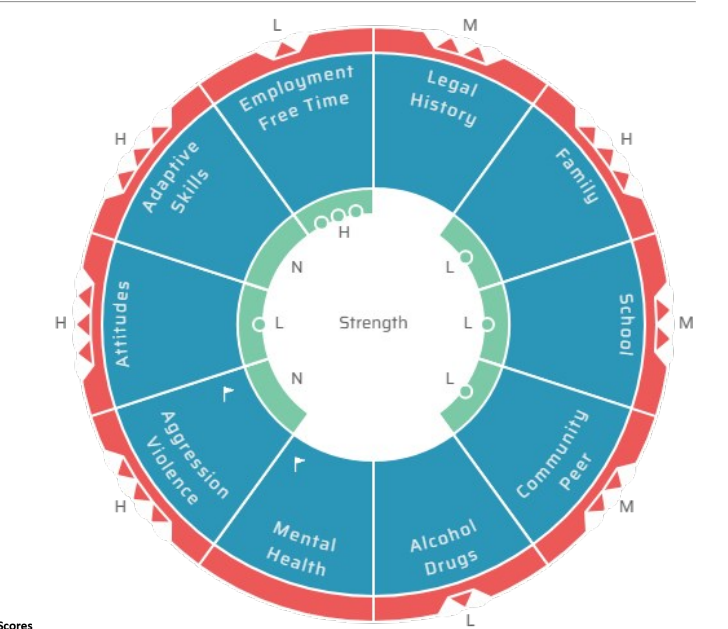 L
M
Employment
Free Time
Legal
History
H
Adaptive
Skills
Family
H
H
N
L
H
Attitudes
L
Strength
L
School
M
N
L
Aggression
Violence
Community
Peer
H
M
Mental
Health
Alcohol
Drugs
L
Scores